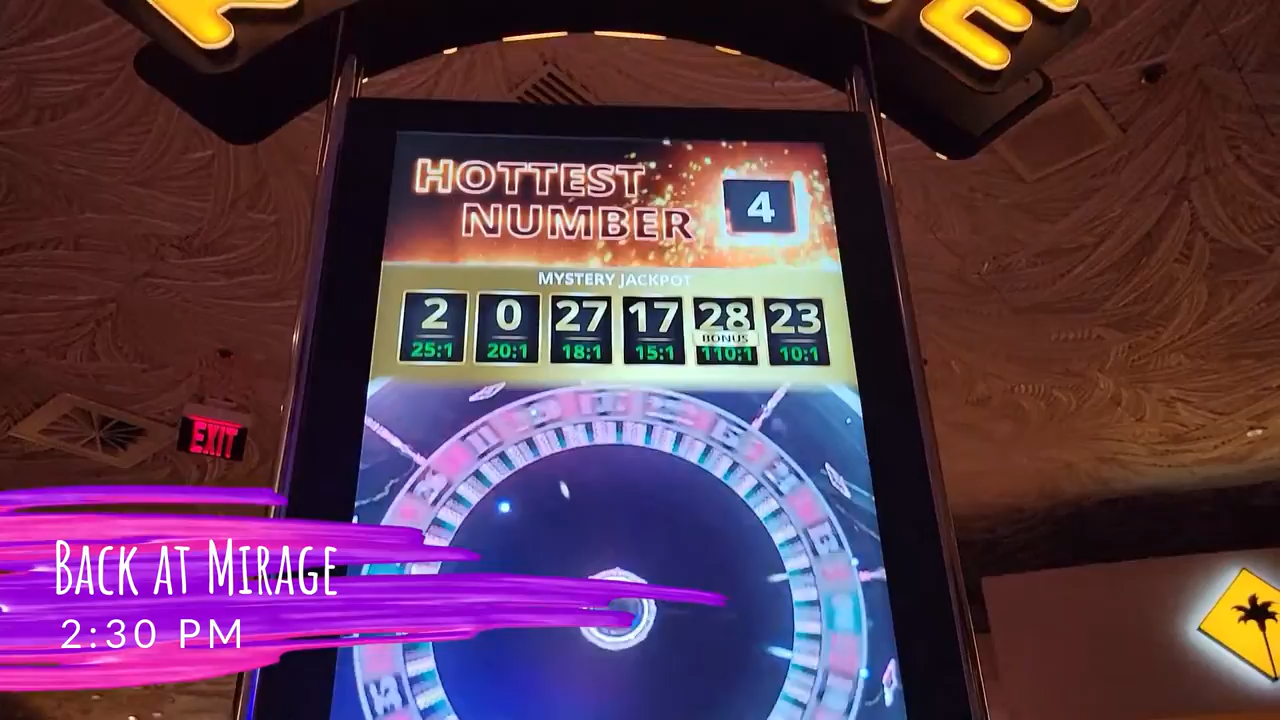 HOTTEST
NUMBER
4
MYSTERY JACKPOT
2 0 27 17 28 23
BONUS
25:1 20:1 18:1 15:1 110:1 10:1
EXIT
BACK AT MIRAGE
2:30 PM
35